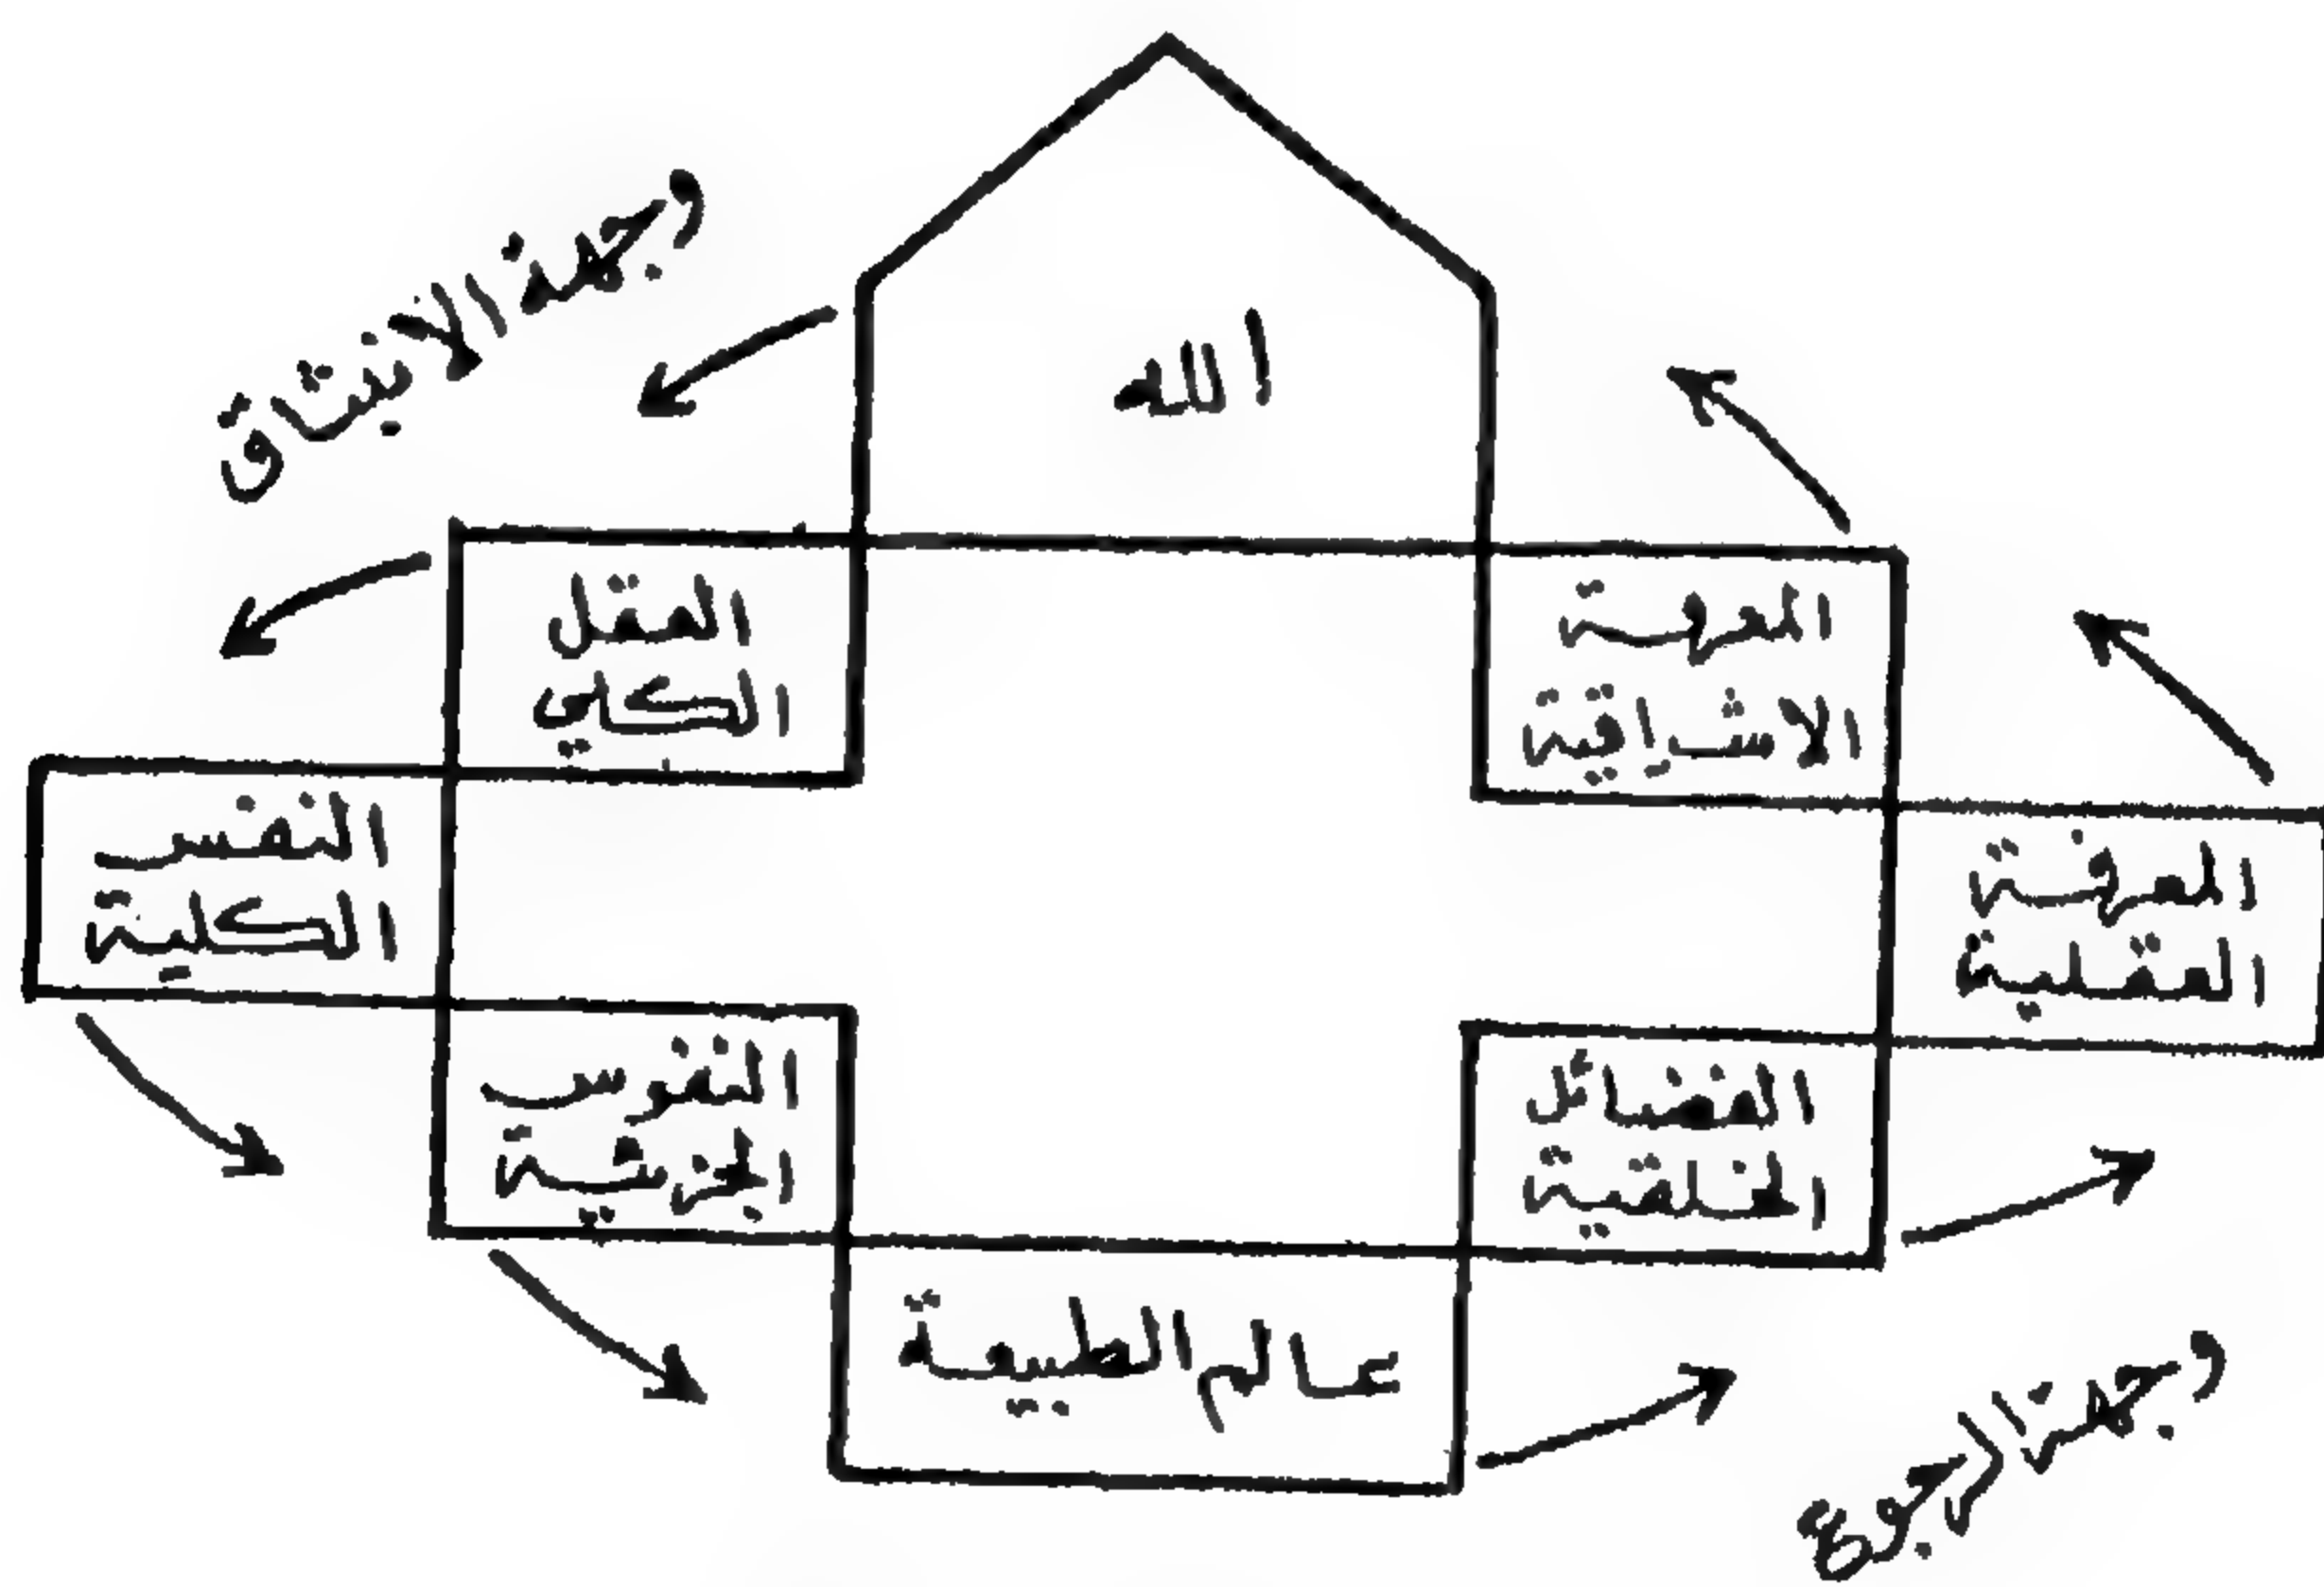 وجهة الانبثاق
الله
المعرفة
الاشراقية
العقل
الكلي
المعرفة
العقلية
النفس
الكلية
الفضائل
الخلقية
النفوس
الجزئية
عالم الطبيعة
وجهة الرجوع